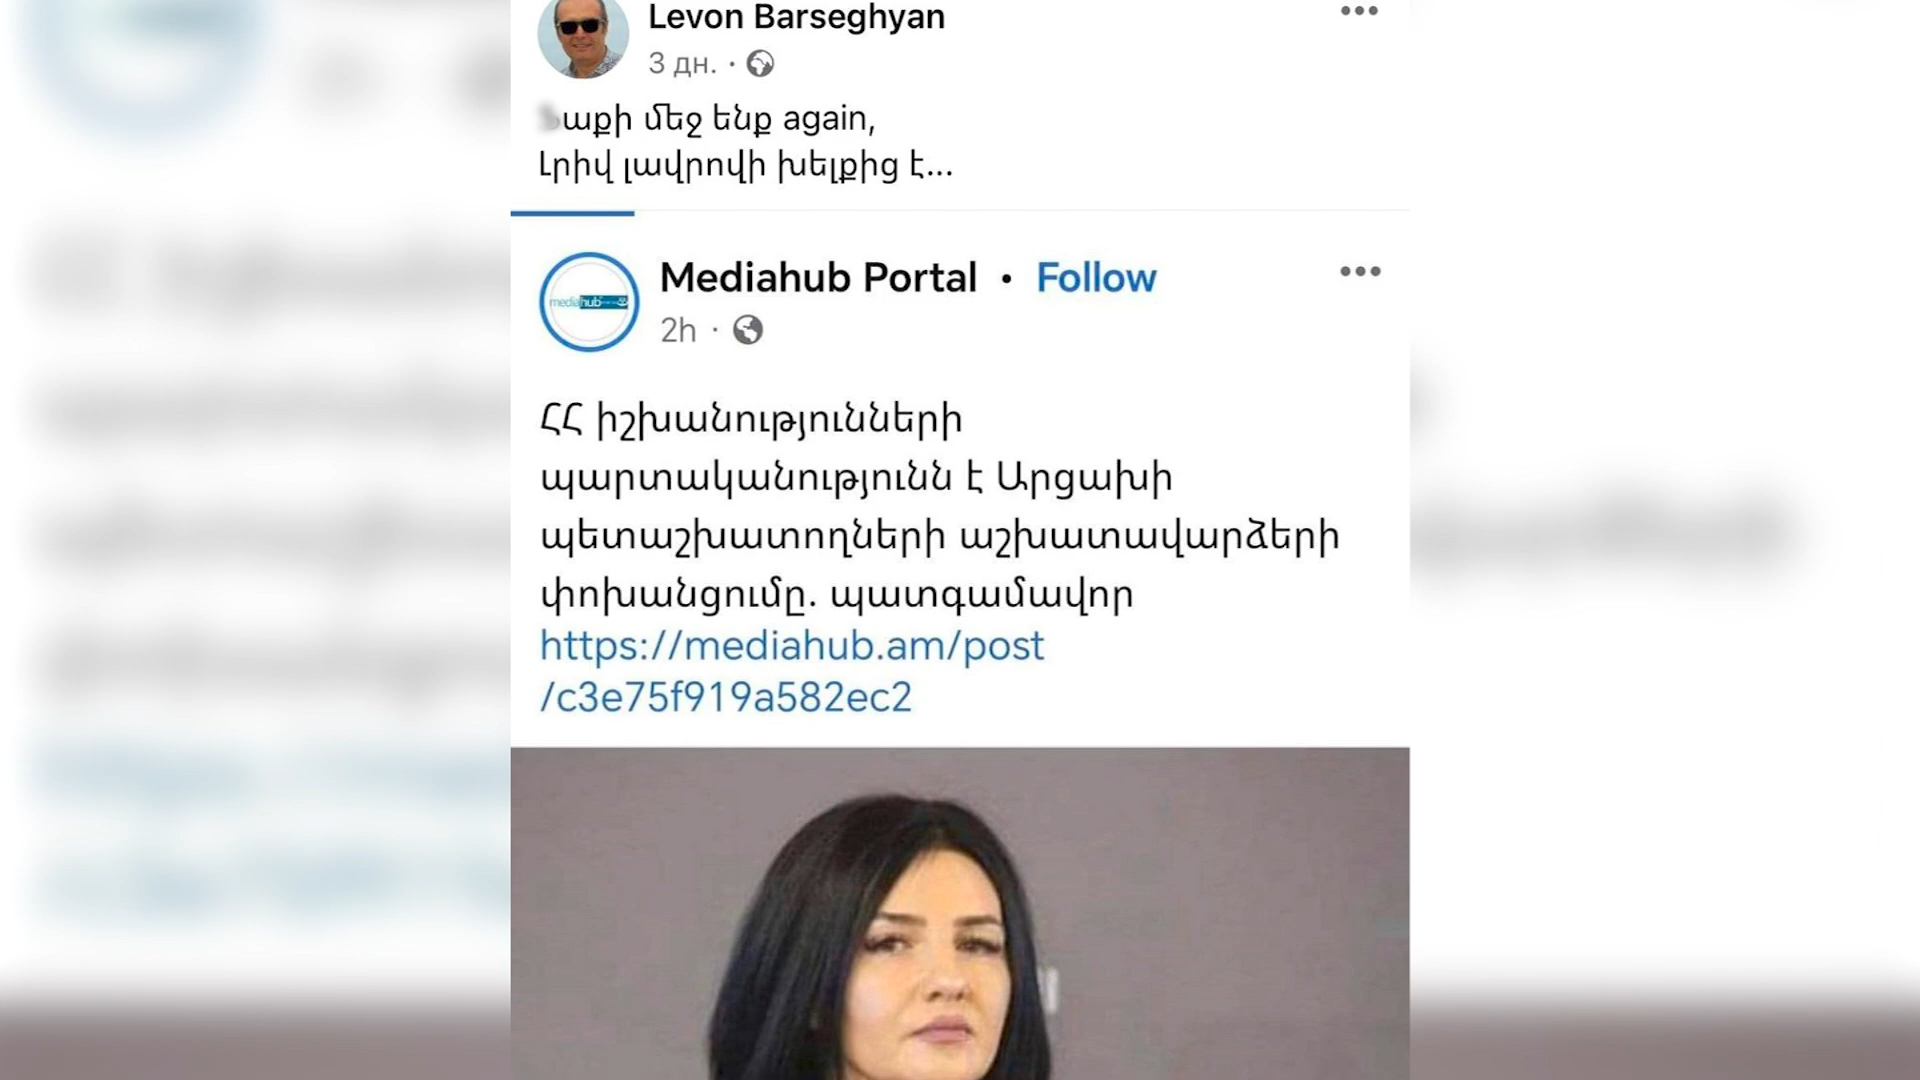 Levon Barseghyan
3 дн. ·
աքի մեջ ենք again,
Լրիվ լավրովի խելքից է...
mediahub
Mediahub Portal • Follow
2h ·
ՀՀ իշխանությունների
պարտականությունն է Արցախի
պետաշխատողների աշխատավարձերի
փոխանցումը. պատգամավոր
https://mediahub.am/post
/c3e75f919a582ec2